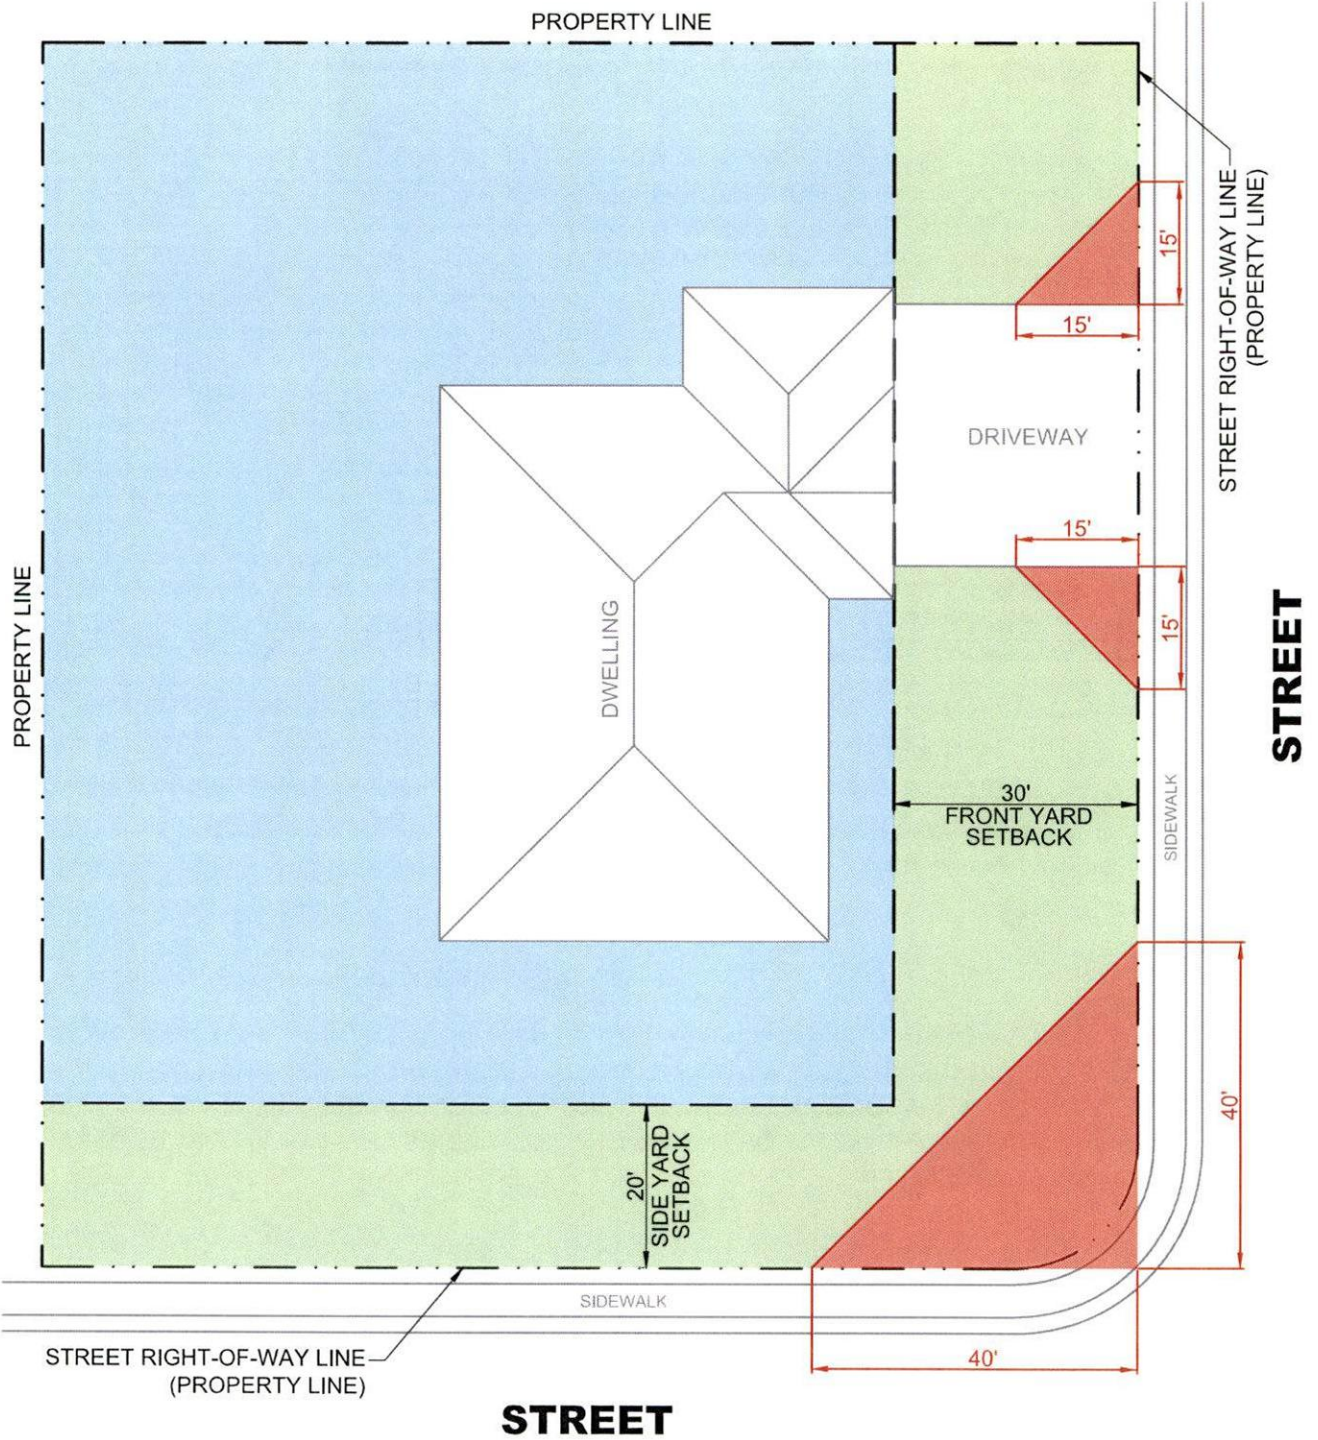 PROPERTY LINE
STREET RIGHT-OF-WAY LINE
(PROPERTY LINE)
15'
15'
DRIVEWAY
15'
15'
PROPERTY LINE
DWELLING
STREET
30'
FRONT YARD
SETBACK
SIDEWALK
40'
20'
SIDE YARD
SETBACK
SIDEWALK
STREET RIGHT-OF-WAY LINE
(PROPERTY LINE)
40'
STREET